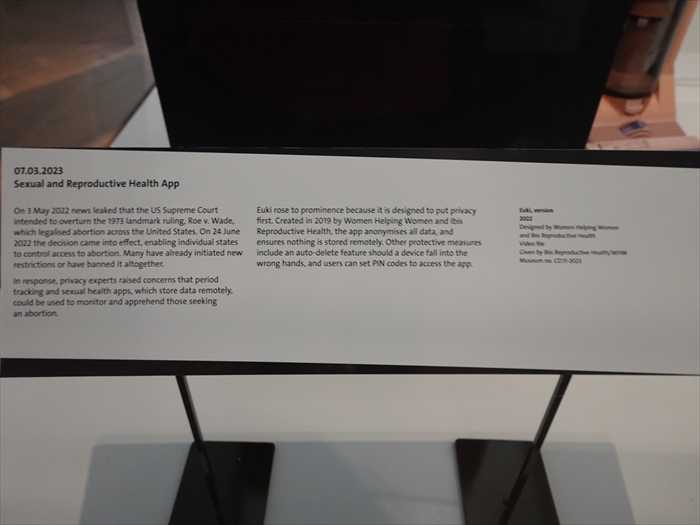 07.03.2023
Sexual and Reproductive Health App
On 3 May 2022 news leaked that the US Supreme Court
intended to overturn the 1973 landmark ruling, Roe v. Wade,
which legalised abortion across the United States. On 24 June
2022 the decision came into effect, enabling individual states
to control access to abortion. Many have already initiated new
restrictions or have banned it altogether.
In response, privacy experts raised concerns that period
tracking and sexual health apps, which store data remotely,
could be used to monitor and apprehend those seeking
an abortion.
Euki rose to prominence because it is designed to put privacy
first. Created in 2019 by Women Helping Women and Ibis
Reproductive Health, the app anonymises all data, and
ensures nothing is stored remotely. Other protective measures
include an auto-delete feature should a device fall into the
wrong hands, and users can set PIN codes to access the app.
Euki, version
2022
Designed by Women Helping Women
and Ibis Reproductive Health
Video file
Given by Ibis Reproductive Health/
Museum no.